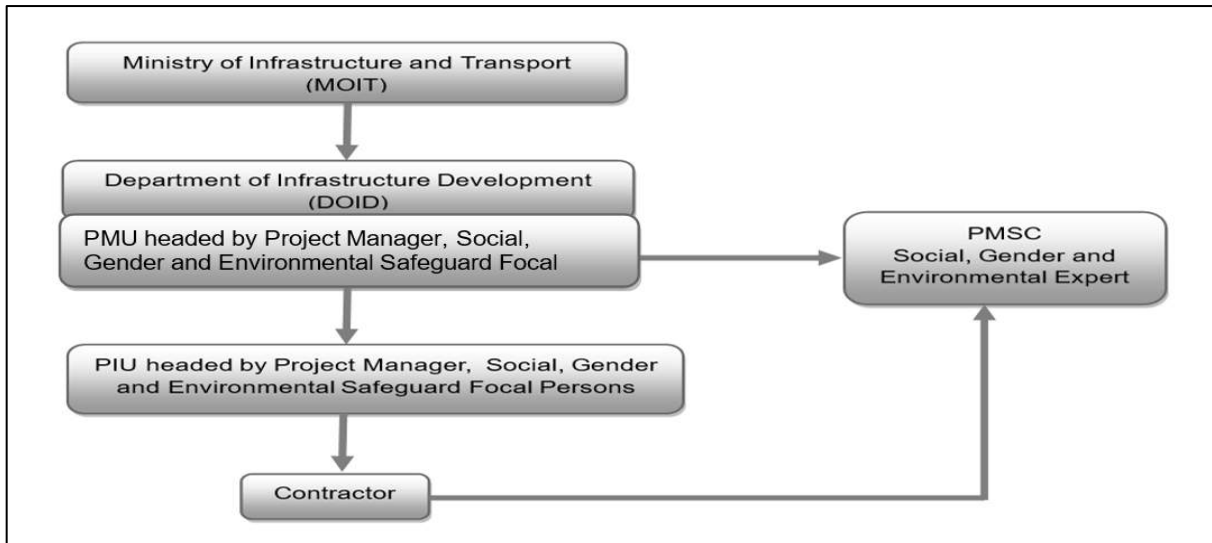 Ministry of Infrastructure and Transport
(MOIT)
Department of Infrastructure Development
(DOID)
PMU headed by Project Manager, Social,
Gender and Environmental Safeguard Focal
PMSC
Social, Gender and
Environmental Expert
PIU headed by Project Manager, Social, Gender
and Environmental Safeguard Focal Persons
Contractor